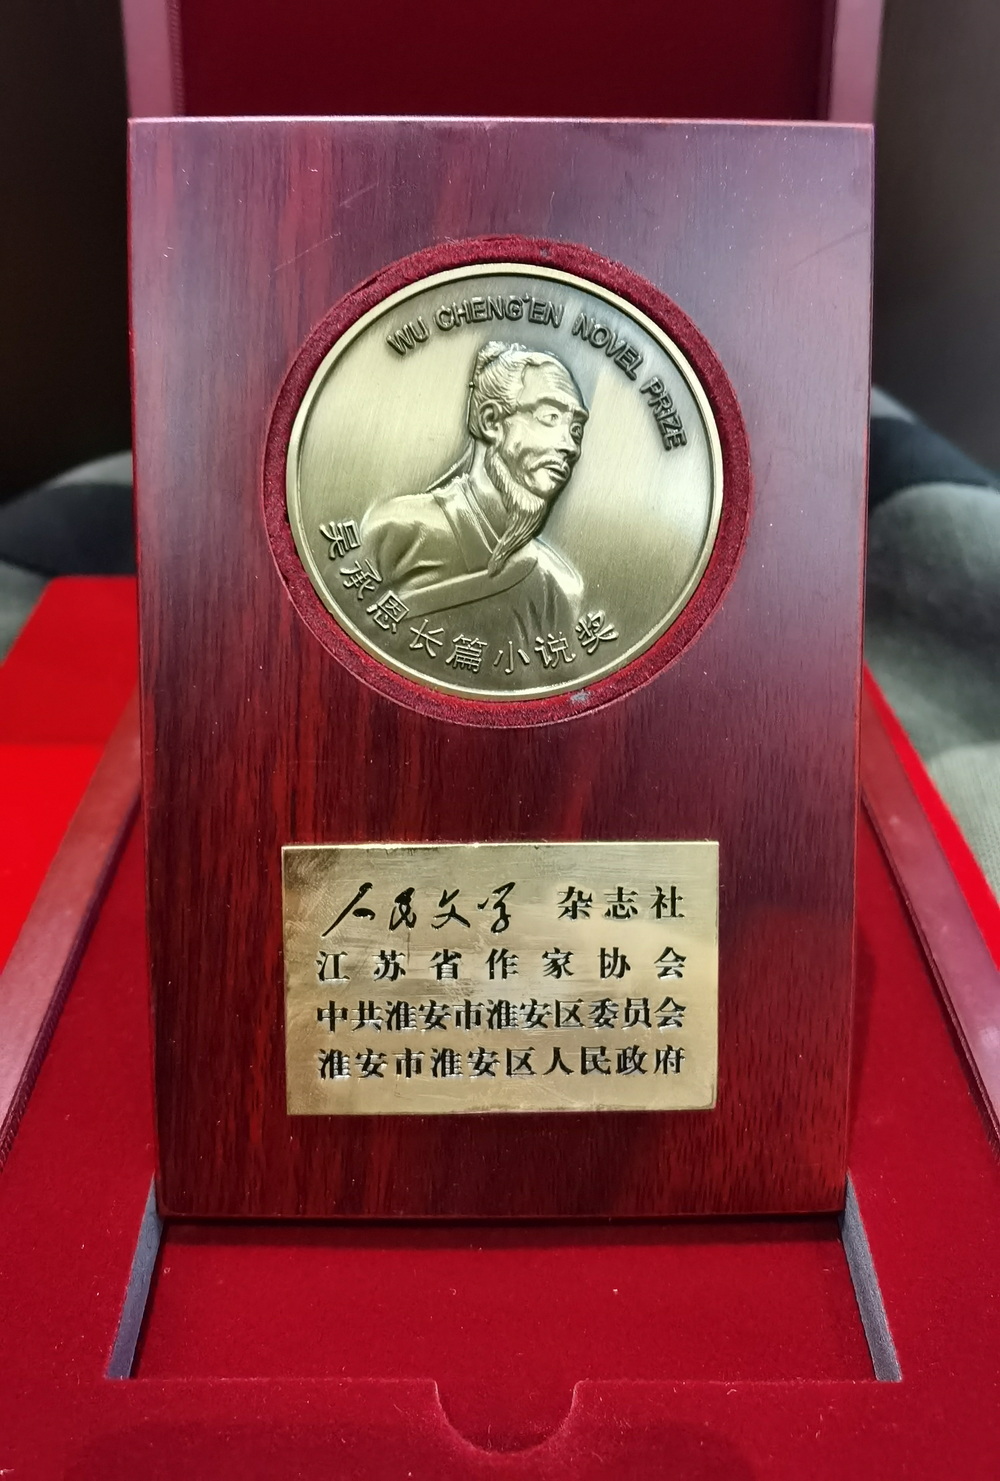 WU CHENG'EN NOVEL PRIZE
吴承恩长篇小说奖
人民文学 杂志社
江苏省作家协会
中共淮安市淮安区委员会
淮安市淮安区人民政府